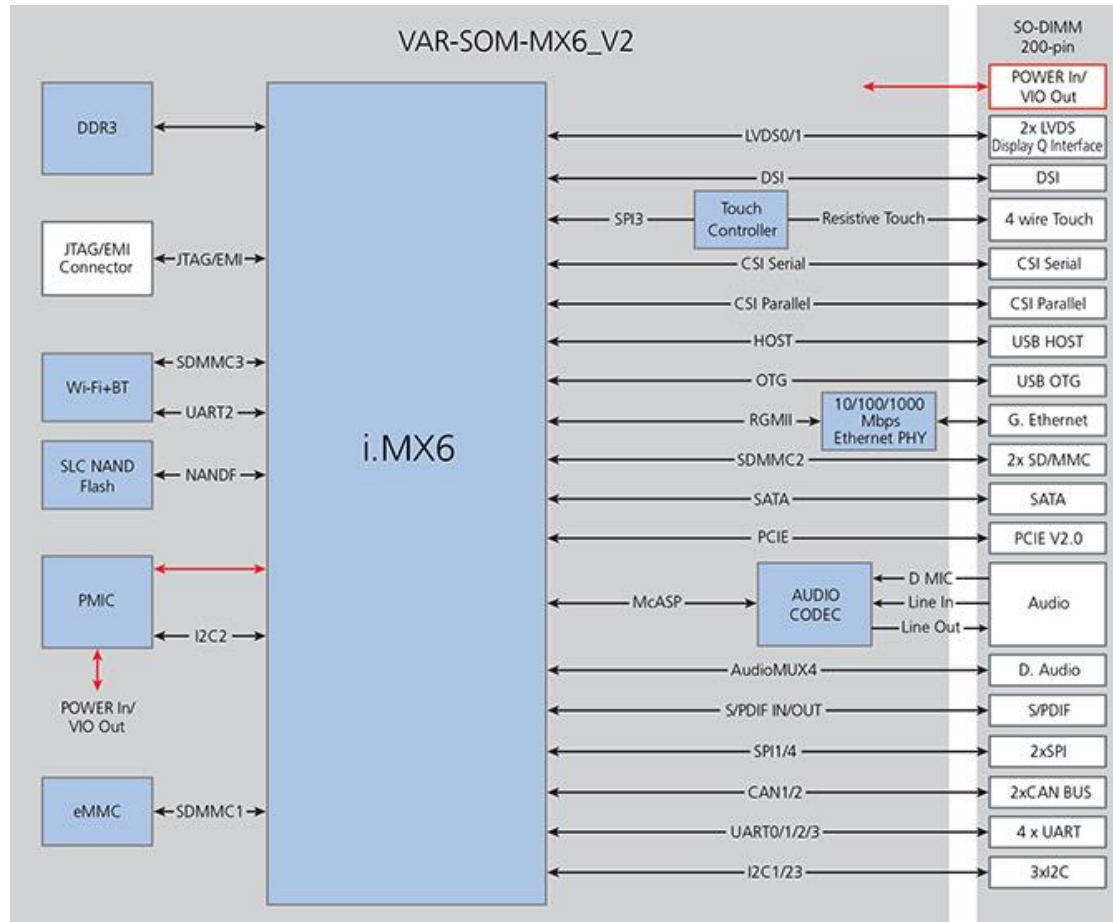 VAR-SOM-MX6_V2
SO-DIMM
200-pin
POWER In/
VIO Out
DDR3
LVDS0/1
2x LVDS
Display Q Interface
DSI
DSI
SPI3
Touch
Controller
Resistive Touch
4 wire Touch
JTAG/EMI
Connector
JTAG/EMI
CSI Serial
CSI Serial
CSI Parallel
CSI Parallel
HOST
USB HOST
Wi-Fi+BT
SDMMC3
UART2
OTG
USB OTG
RGMII
10/100/1000
Mbps
Ethernet PHY
G. Ethernet
i.MX6
SLC NAND
Flash
NANDF
SDMMC2
2x SD/MMC
SATA
SATA
PCIE
PCIE V2.0
PMIC
I2C2
POWER In/
VIO Out
McASP
AUDIO
CODEC
D MIC
Line In
Line Out
Audio
AudioMUX4
D. Audio
S/PDIF IN/OUT
S/PDIF
SPI1/4
2xSPI
eMMC
SDMMC1
CAN1/2
2xCAN BUS
UART0/1/2/3
4 x UART
I2C1/23
3xI2C